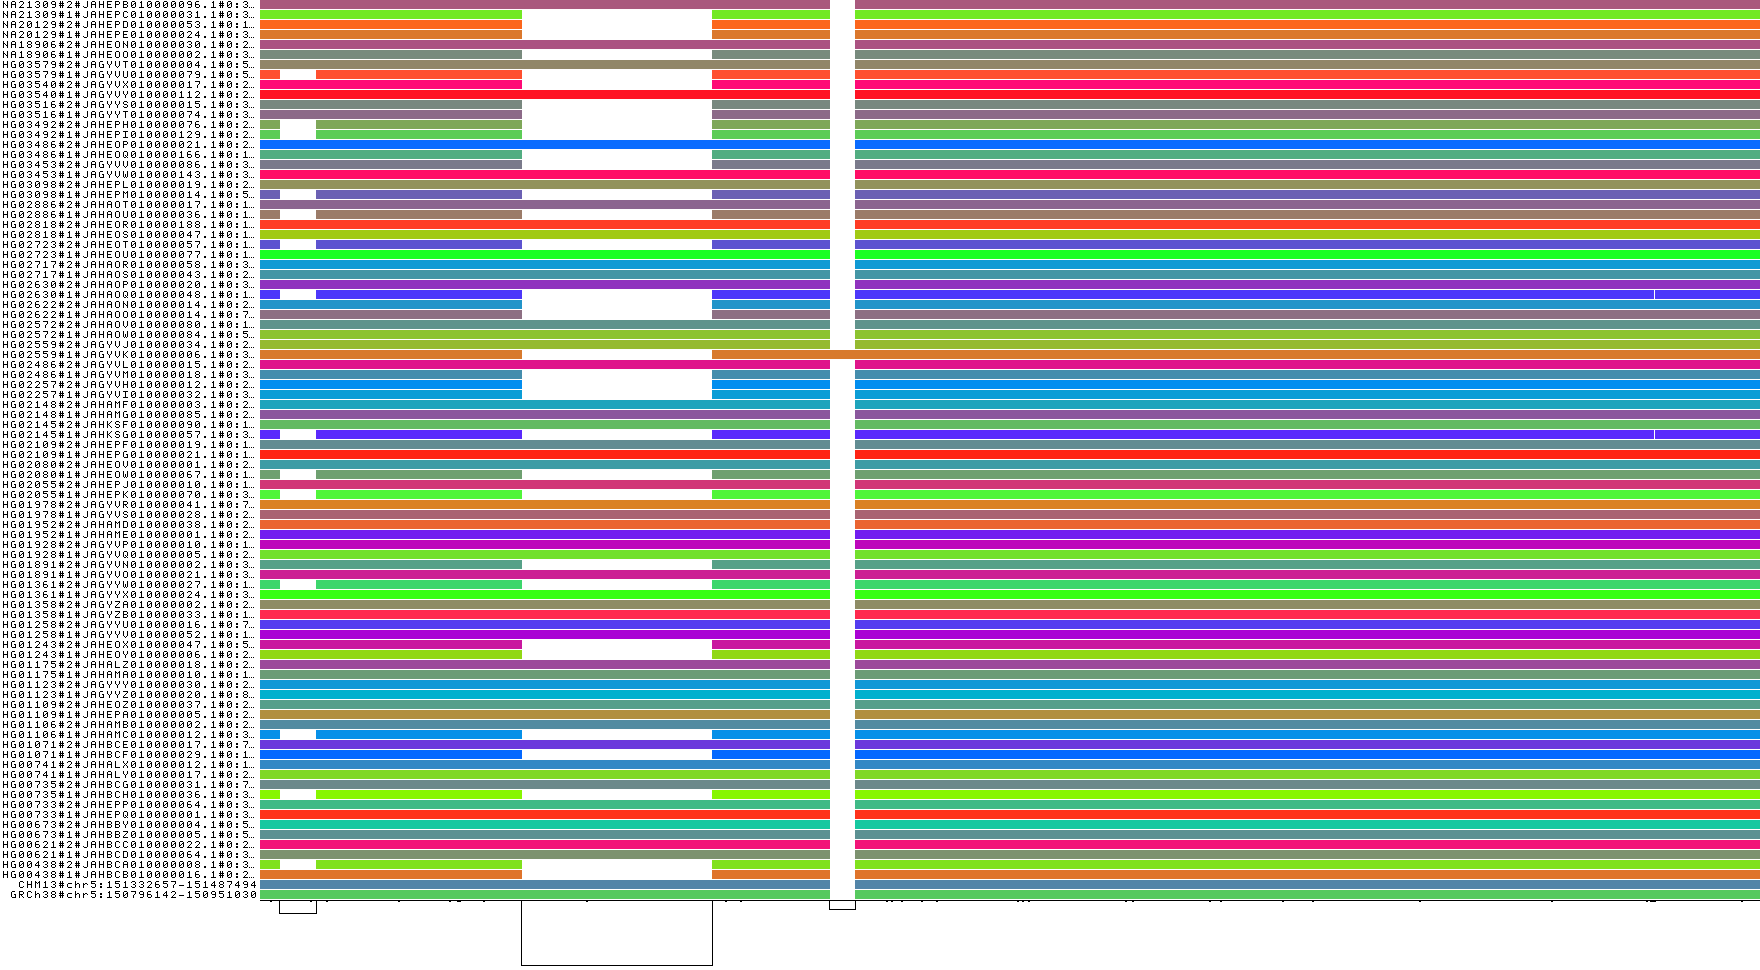 NA21309#2#JAHEPB010000096.1#0:3…
NA21309#1#JAHEPC010000031.1#0:3…
NA20129#2#JAHEPD010000053.1#0:3…
NA20129#1#JAHEPE010000024.1#0:3…
NA18906#2#JAHEON010000030.1#0:2…
NA18906#1#JAHEOO010000002.1#0:3…
HG03579#2#JAGYVT010000004.1#0:5…
HG03579#1#JAGYVU010000079.1#0:5…
HG03540#2#JAGYVX010000017.1#0:2…
HG03540#1#JAGYVY010000112.1#0:2…
HG03516#2#JAGYYS010000015.1#0:3…
HG03516#1#JAGYYT010000074.1#0:3…
HG03492#2#JAHEPH010000076.1#0:2…
HG03492#1#JAHEPI010000129.1#0:2…
HG03486#2#JAHEOP010000021.1#0:2…
HG03486#1#JAHEOQ010000166.1#0:1…
HG03453#2#JAGYVV010000086.1#0:3…
HG03453#1#JAGYVW010000143.1#0:3…
HG03098#2#JAHEPL010000019.1#0:2…
HG03098#1#JAHEPM010000014.1#0:5…
HG02886#2#JAHAOT010000017.1#0:1…
HG02886#1#JAHAOU010000036.1#0:1…
HG02818#2#JAHEOR010000188.1#0:1…
HG02818#1#JAHEOS010000047.1#0:1…
HG02723#2#JAHEOT010000057.1#0:1…
HG02723#1#JAHEOU010000077.1#0:1…
HG02717#2#JAHAOR010000058.1#0:3…
HG02717#1#JAHAOS010000043.1#0:2…
HG02630#2#JAHAOP010000020.1#0:3…
HG02630#1#JAHAOQ010000048.1#0:1…
HG02622#2#JAHAON010000014.1#0:2…
HG02622#1#JAHAOO010000014.1#0:7…
HG02572#2#JAHAOV010000080.1#0:1…
HG02572#1#JAHAOW010000084.1#0:5…
HG02559#2#JAGYVJ010000034.1#0:2…
HG02559#1#JAGYVK010000006.1#0:3…
HG02486#2#JAGYVL010000015.1#0:2…
HG02486#1#JAGYVM010000018.1#0:3…
HG02257#2#JAGYVH010000012.1#0:2…
HG02257#1#JAGYVI010000032.1#0:3…
HG02148#2#JAHAMF010000003.1#0:2…
HG02148#1#JAHAMG010000085.1#0:2…
HG02145#2#JAHKSF010000090.1#0:1…
HG02145#1#JAHKSG010000057.1#0:3…
HG02109#2#JAHEPF010000019.1#0:1…
HG02109#1#JAHEPG010000021.1#0:1…
HG02080#2#JAHEOV010000001.1#0:2…
HG02080#1#JAHEOW010000067.1#0:1…
HG02055#2#JAHEPJ010000010.1#0:1…
HG02055#1#JAHEPK010000070.1#0:3…
HG01978#2#JAGYVR010000041.1#0:7…
HG01978#1#JAGYVS010000028.1#0:2…
HG01952#2#JAHAMD010000038.1#0:2…
HG01952#1#JAHAME010000001.1#0:2…
HG01928#2#JAGYVP010000010.1#0:1…
HG01928#1#JAGYVQ010000005.1#0:2…
HG01891#2#JAGYVN010000002.1#0:3…
HG01891#1#JAGYVO010000021.1#0:3…
HG01361#2#JAGYYW010000027.1#0:1…
HG01361#1#JAGYYX010000024.1#0:3…
HG01358#2#JAGYZA010000002.1#0:2…
HG01358#1#JAGYZB010000033.1#0:1…
HG01258#2#JAGYYU010000016.1#0:7…
HG01258#1#JAGYYV010000052.1#0:1…
HG01243#2#JAHEOX010000047.1#0:5…
HG01243#1#JAHEOY010000006.1#0:2…
HG01175#2#JAHALZ010000018.1#0:1…
HG01175#1#JAHAMA010000010.1#0:1…
HG01123#2#JAGYYY010000030.1#0:2…
HG01123#1#JAGYYZ010000020.1#0:8…
HG01109#2#JAHEOZ010000037.1#0:2…
HG01109#1#JAHEPA010000005.1#0:2…
HG01106#2#JAHAMB010000002.1#0:2…
HG01106#1#JAHAMC010000012.1#0:3…
HG01071#2#JAHBCE010000017.1#0:7…
HG01071#1#JAHBCF010000029.1#0:1…
HG00741#2#JAHALX010000012.1#0:1…
HG00741#1#JAHALY010000017.1#0:2…
HG00735#2#JAHBCG010000031.1#0:7…
HG00735#1#JAHBCH010000036.1#0:3…
HG00733#2#JAHEPP010000064.1#0:3…
HG00733#1#JAHEPQ010000001.1#0:3…
HG00673#2#JAHBBY010000004.1#0:5…
HG00673#1#JAHBBZ010000005.1#0:5…
HG00621#2#JAHBCC010000022.1#0:2…
HG00621#1#JAHBCD010000064.1#0:3…
HG00438#2#JAHBCA010000008.1#0:3…
HG00438#1#JAHBCB010000016.1#0:2…
CHM13#chr5:151332657-151487494
GRCh38#chr5:150796142-150951030